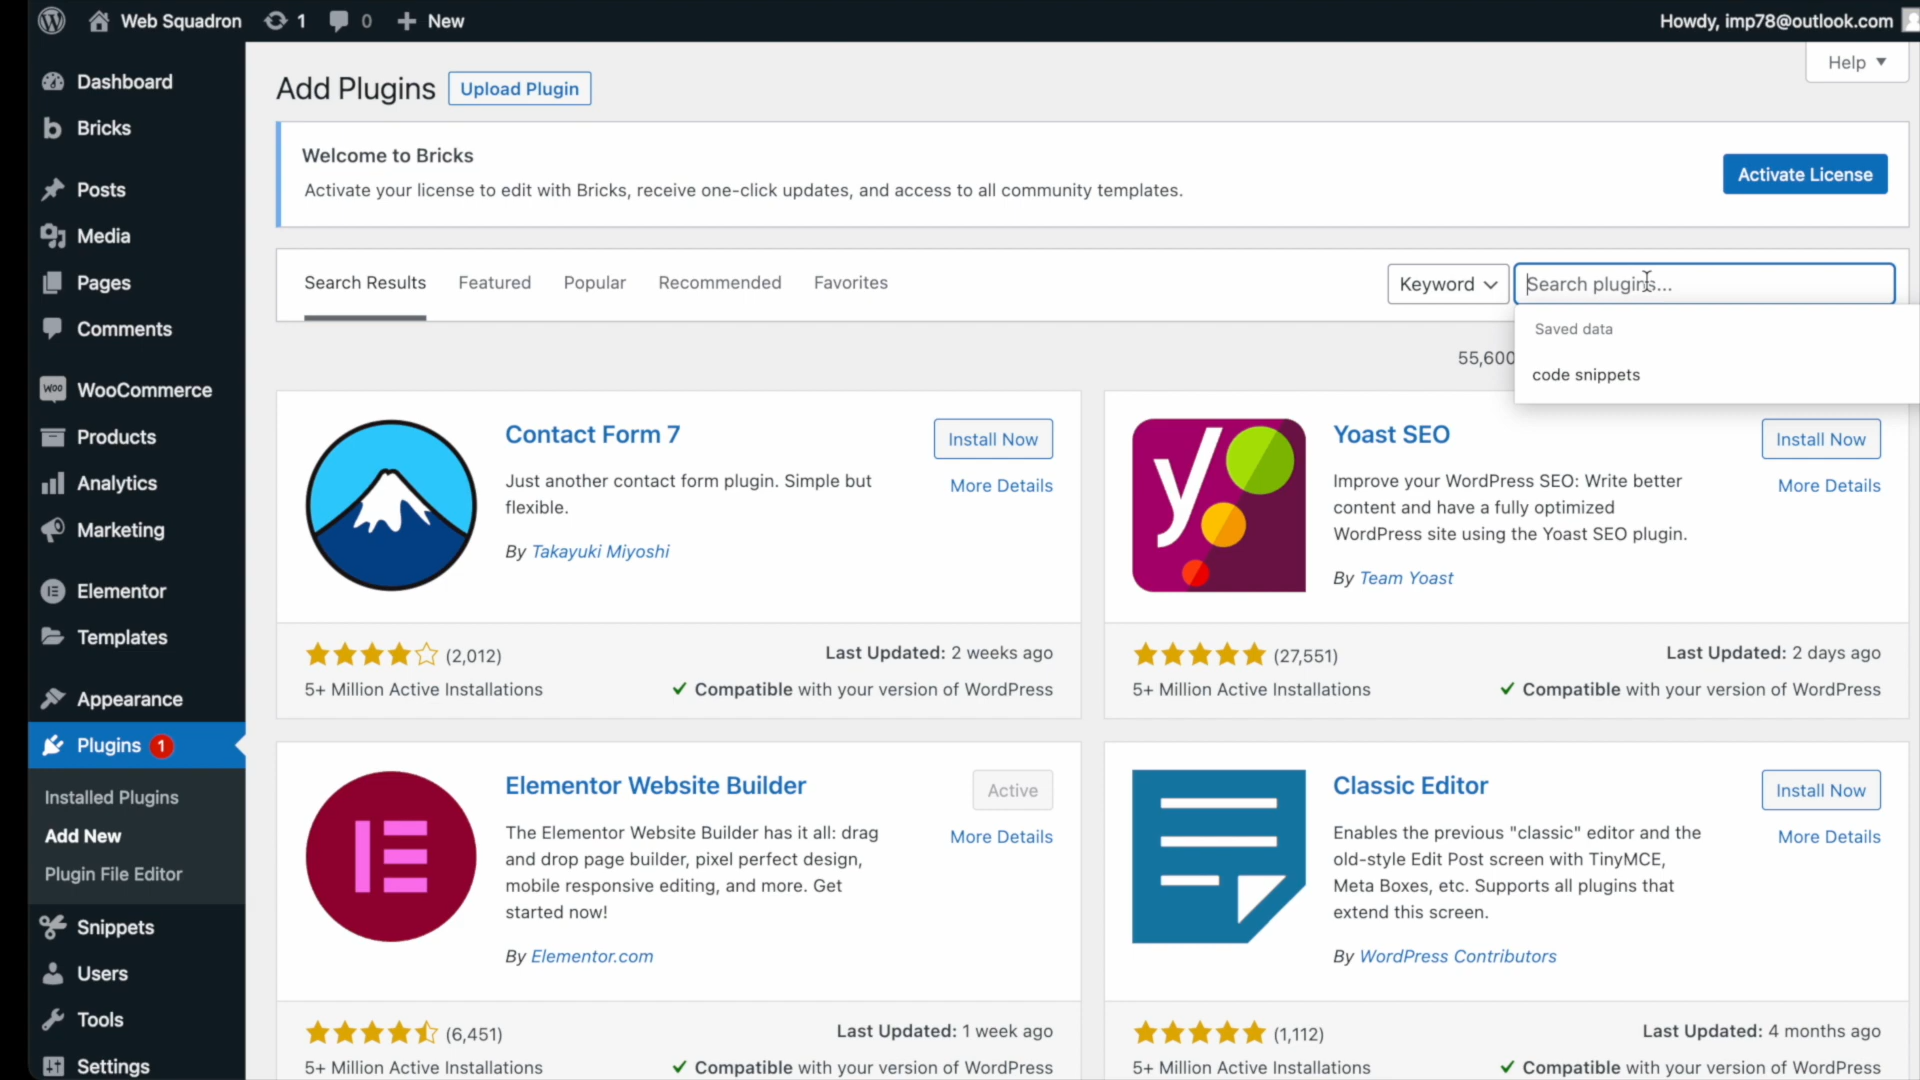 Web Squadron 1 0 New Howdy, imp78@outlook.com
Help
Dashboard
Bricks
Posts
Media
Pages
Comments
WOO WooCommerce
Products
Analytics
Marketing
Elementor
Templates
Appearance
Plugins 1
Installed Plugins
Add New
Plugin File Editor
Snippets
Users
Tools
Settings
Add Plugins Upload Plugin
Welcome to Bricks
Activate your license to edit with Bricks, receive one-click updates, and access to all community templates.
Activate License
Search Results Featured Popular Recommended Favorites Keyword Search plugins...
Saved data
code snippets
55,600
Contact Form 7
Install Now
More Details
Just another contact form plugin. Simple but
flexible.
By Takayuki Miyoshi
(2,012)
5+ Million Active Installations
Last Updated: 2 weeks ago
Compatible with your version of WordPress
Yoast SEO
Install Now
More Details
Improve your WordPress SEO: Write better
content and have a fully optimized
WordPress site using the Yoast SEO plugin.
By Team Yoast
(27,551)
5+ Million Active Installations
Last Updated: 2 days ago
Compatible with your version of WordPress
Elementor Website Builder
Active
More Details
The Elementor Website Builder has it all: drag
and drop page builder, pixel perfect design,
mobile responsive editing, and more. Get
started now!
By Elementor.com
(6,451)
5+ Million Active Installations
Last Updated: 1 week ago
Compatible with your version of WordPress
Classic Editor
Install Now
More Details
Enables the previous "classic" editor and the
old-style Edit Post screen with TinyMCE,
Meta Boxes, etc. Supports all plugins that
extend this screen.
By WordPress Contributors
(1,112)
5+ Million Active Installations
Last Updated: 4 months ago
Compatible with your version of WordPress